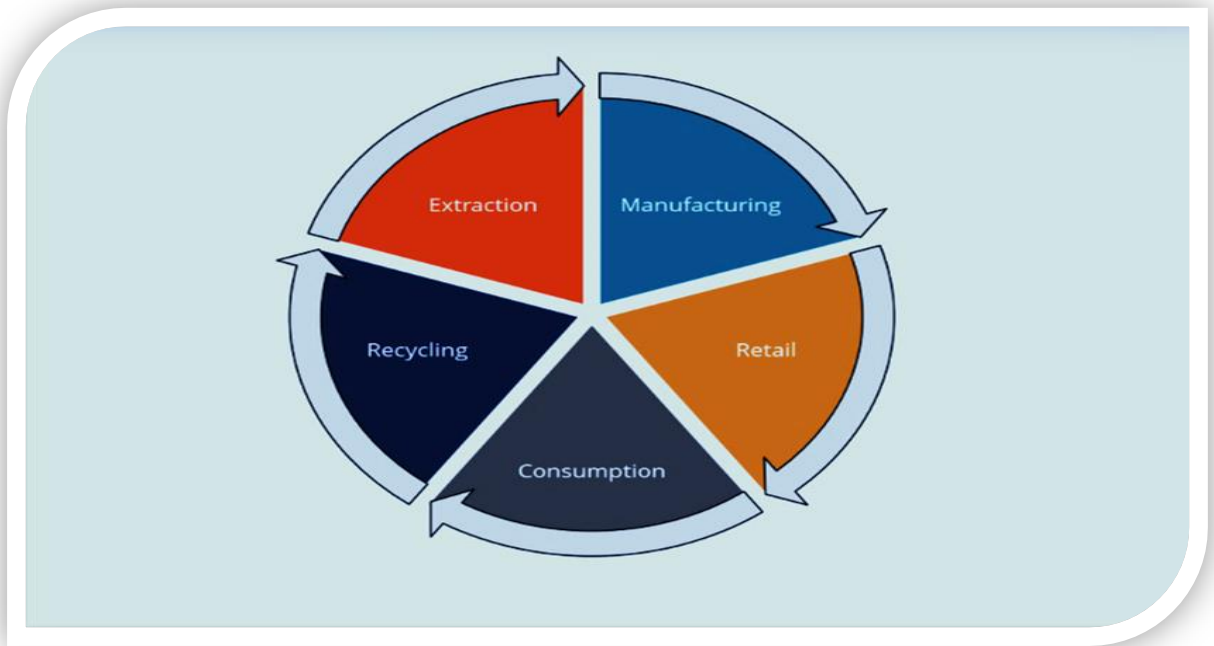 Extraction
Manufacturing
Recycling
Retail
Consumption